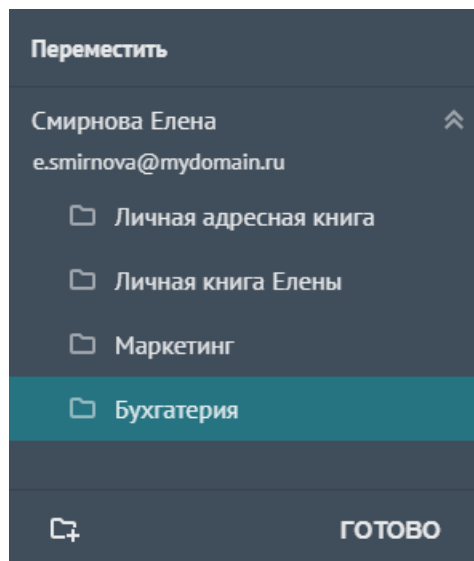 Переместить
Смирнова Елена
e.smirnova@mydomain.ru
Личная адресная книга
Личная книга Елены
Маркетинг
Бухгатерия
ГОТОВО